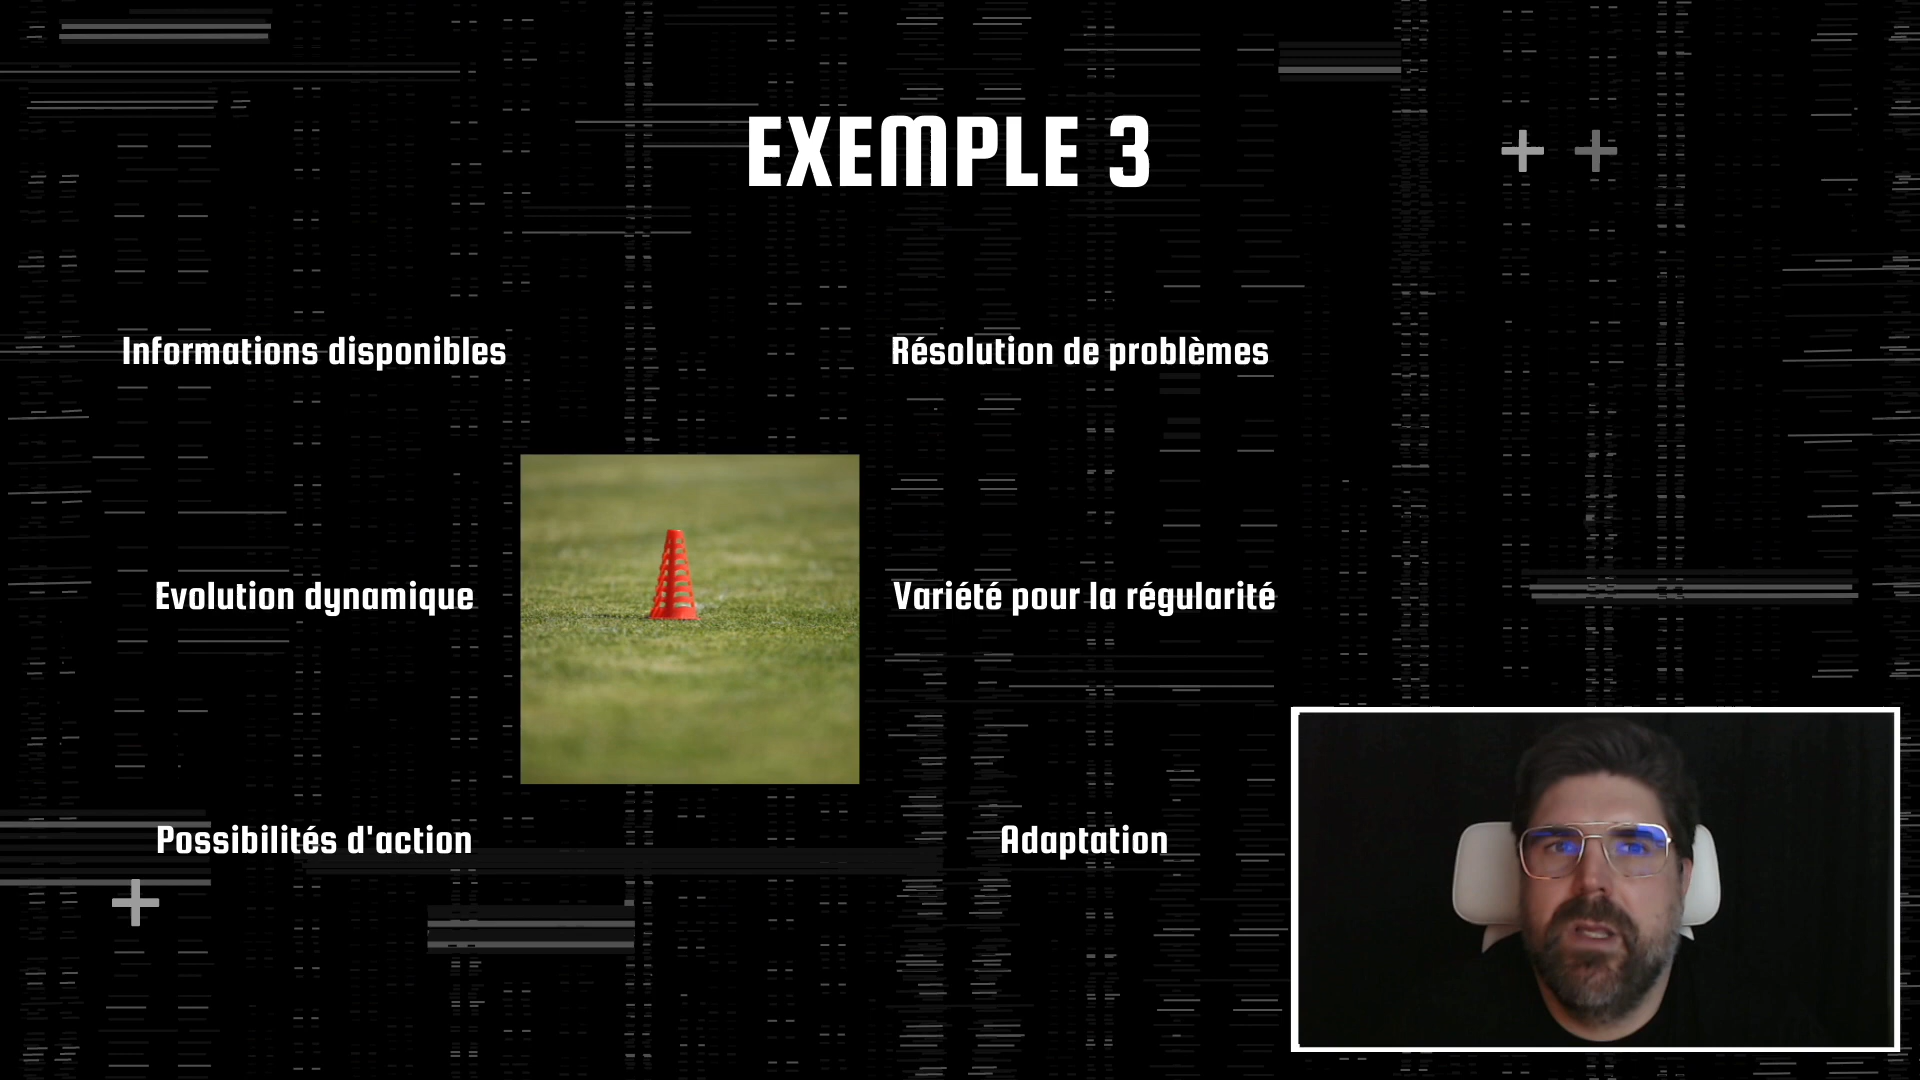 EXEMPLE 3
Informations disponibles
Résolution de problèmes
Evolution dynamique
Variété pour la régularité
Possibilités d'action
Adaptation